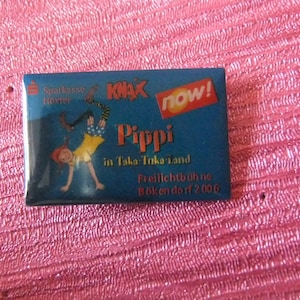 Sparkasse KNAX now!
Höxter
Pippi
in Taka-Tuka-Land
Freilichtbühne
Bökendorf 2006